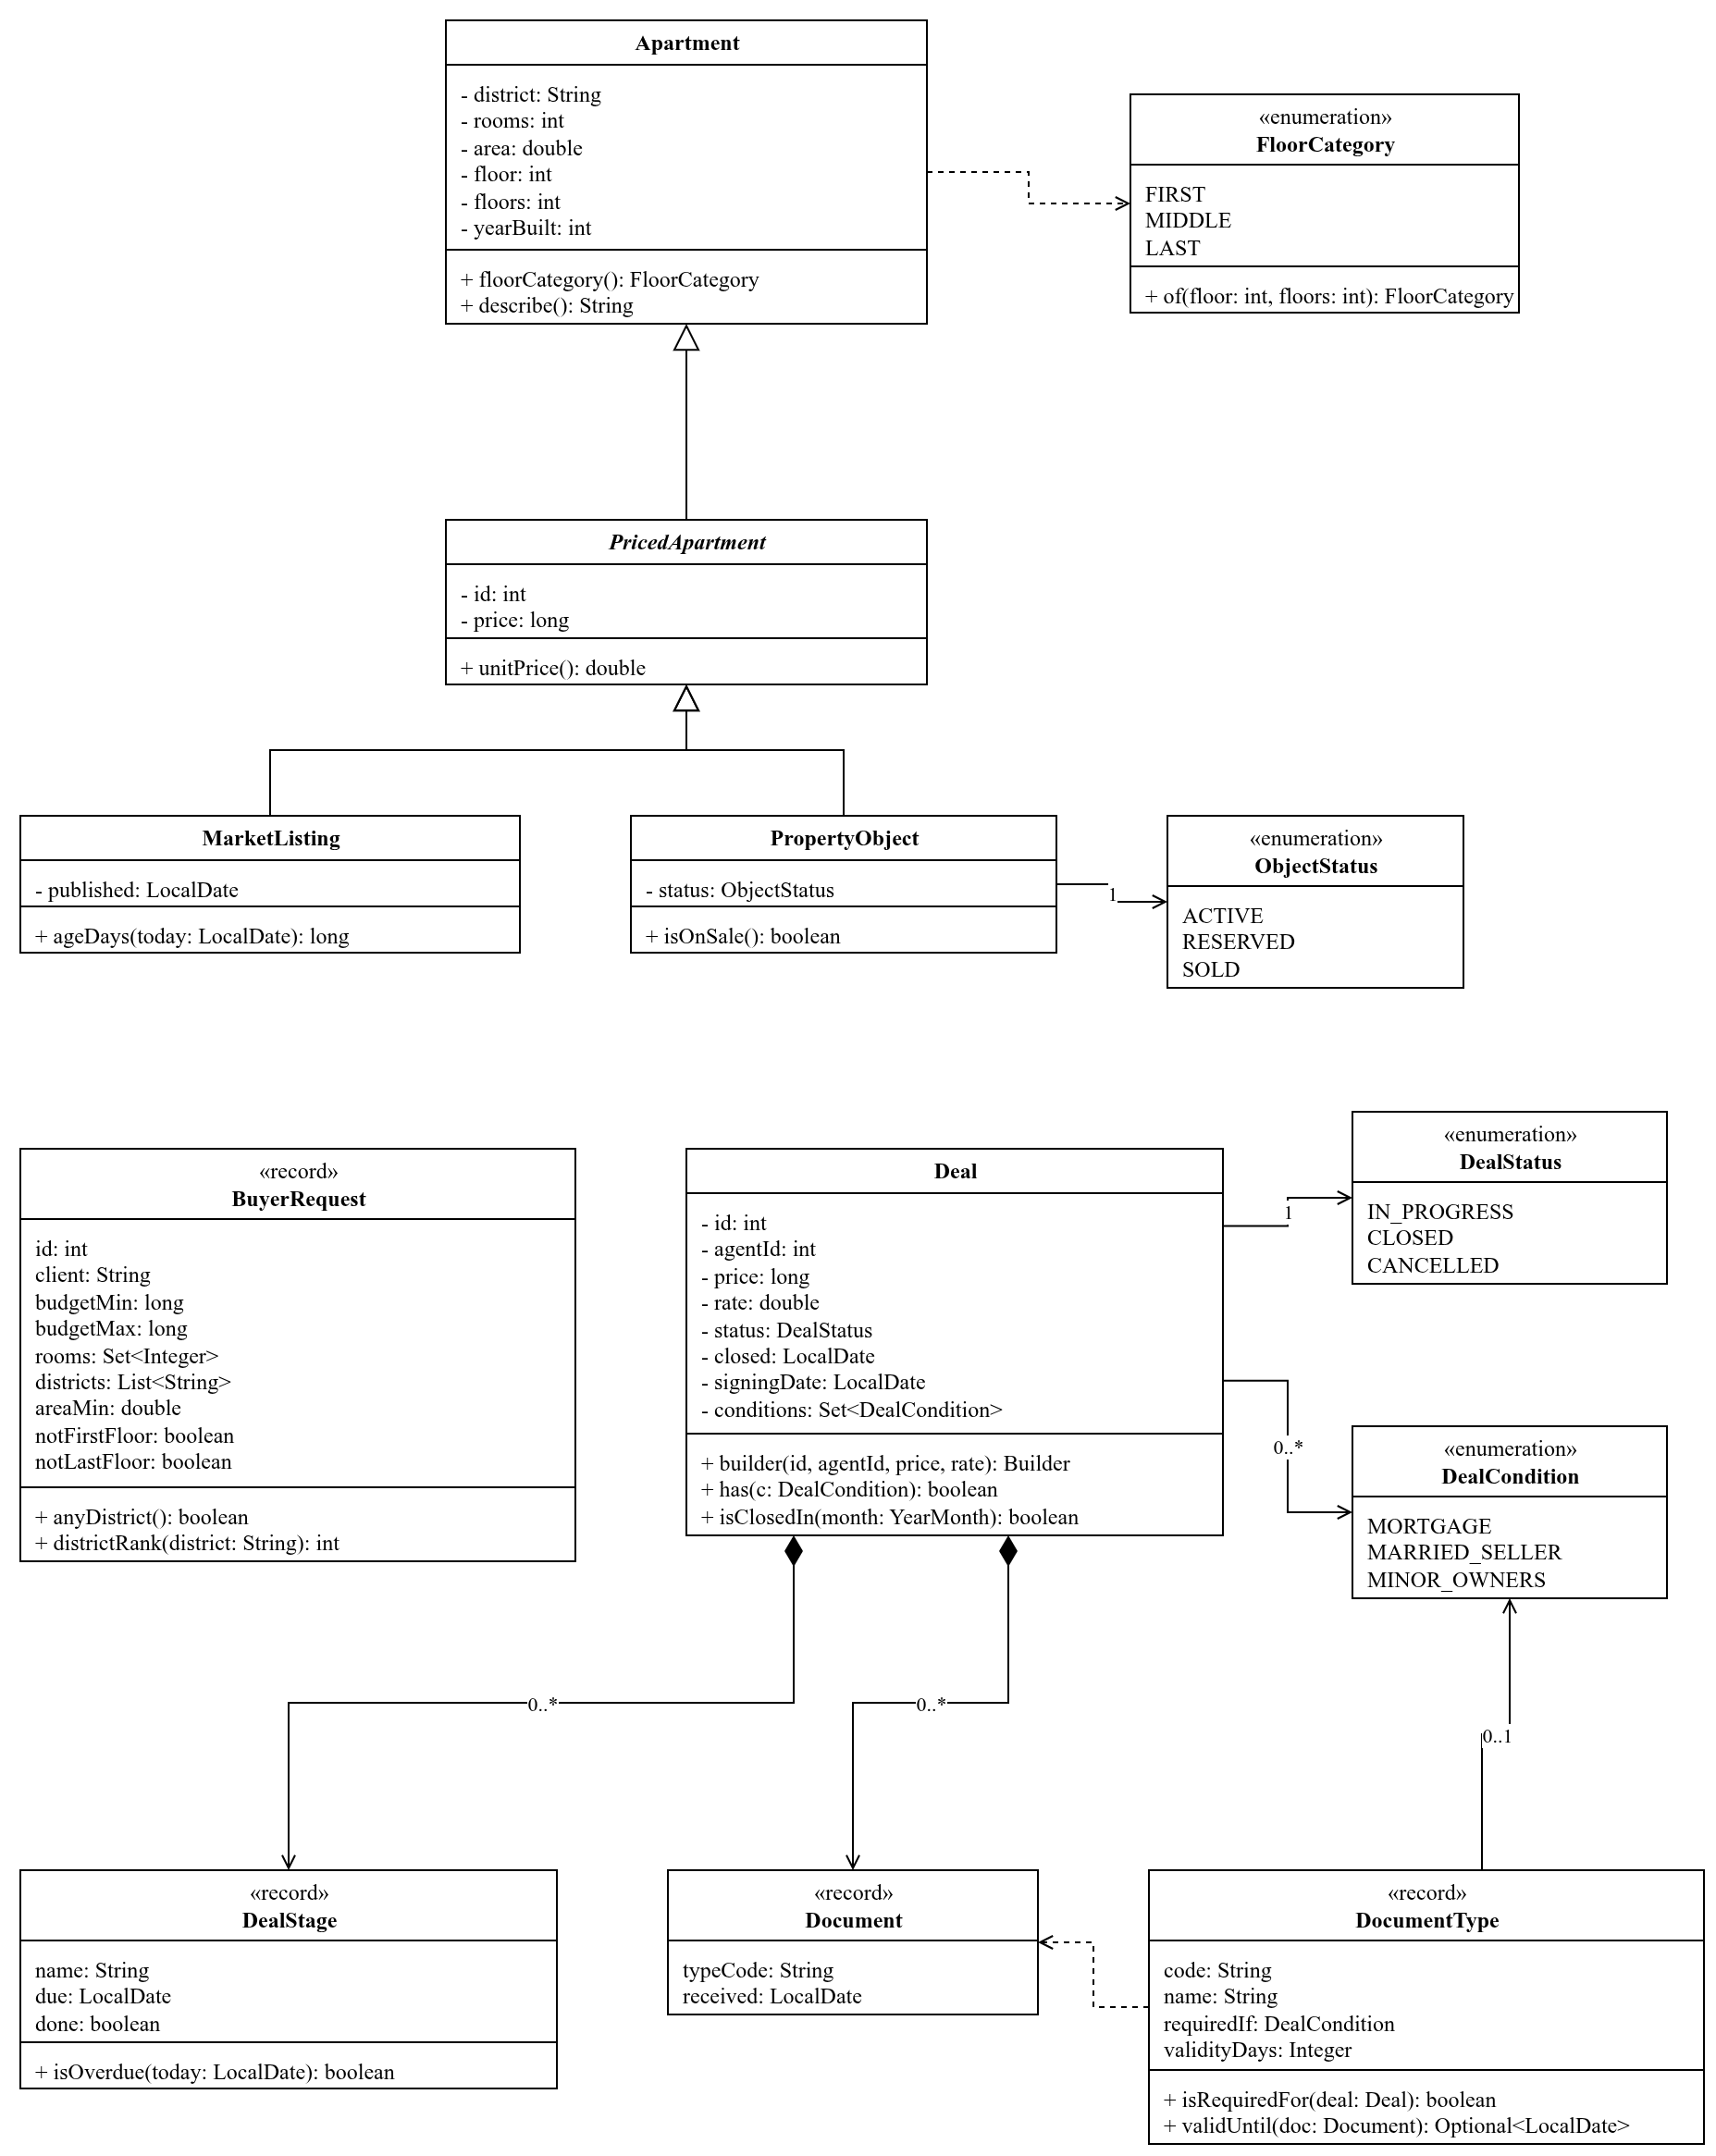 Apartment
- district: String
- rooms: int
- area: double
- floor: int
- floors: int
- yearBuilt: int
+ floorCategory(): FloorCategory
+ describe(): String
«enumeration»
FloorCategory
FIRST
MIDDLE
LAST
+ of(floor: int, floors: int): FloorCategory
PricedApartment
- id: int
- price: long
+ unitPrice(): double
MarketListing
- published: LocalDate
+ ageDays(today: LocalDate): long
PropertyObject
- status: ObjectStatus
+ isOnSale(): boolean
1
«enumeration»
ObjectStatus
ACTIVE
RESERVED
SOLD
«record»
BuyerRequest
id: int
client: String
budgetMin: long
budgetMax: long
rooms: Set<Integer>
districts: List<String>
areaMin: double
notFirstFloor: boolean
notLastFloor: boolean
+ anyDistrict(): boolean
+ districtRank(district: String): int
Deal
- id: int
- agentId: int
- price: long
- rate: double
- status: DealStatus
- closed: LocalDate
- signingDate: LocalDate
- conditions: Set<DealCondition>
+ builder(id, agentId, price, rate): Builder
+ has(c: DealCondition): boolean
+ isClosedIn(month: YearMonth): boolean
1
«enumeration»
DealStatus
IN_PROGRESS
CLOSED
CANCELLED
0..*
«enumeration»
DealCondition
MORTGAGE
MARRIED_SELLER
MINOR_OWNERS
0..*
0..*
0..1
«record»
DealStage
name: String
due: LocalDate
done: boolean
+ isOverdue(today: LocalDate): boolean
«record»
Document
typeCode: String
received: LocalDate
«record»
DocumentType
code: String
name: String
requiredIf: DealCondition
validityDays: Integer
+ isRequiredFor(deal: Deal): boolean
+ validUntil(doc: Document): Optional<LocalDate>